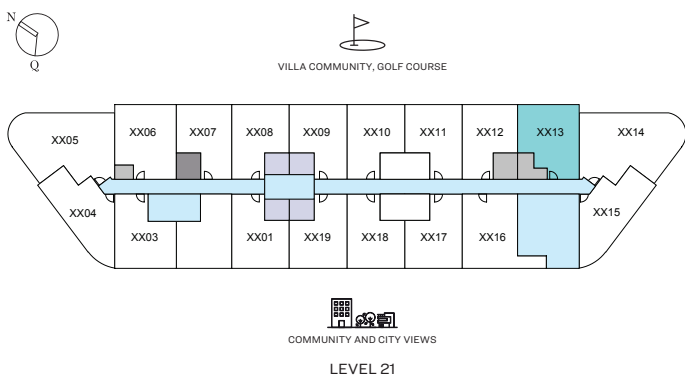 N
Q
VILLA COMMUNITY, GOLF COURSE
XX05 XX06 XX07 XX08 XX09 XX10 XX11 XX12 XX13 XX14
XX04 XX03 XX01 XX19 XX18 XX17 XX16 XX15
COMMUNITY AND CITY VIEWS
LEVEL 21